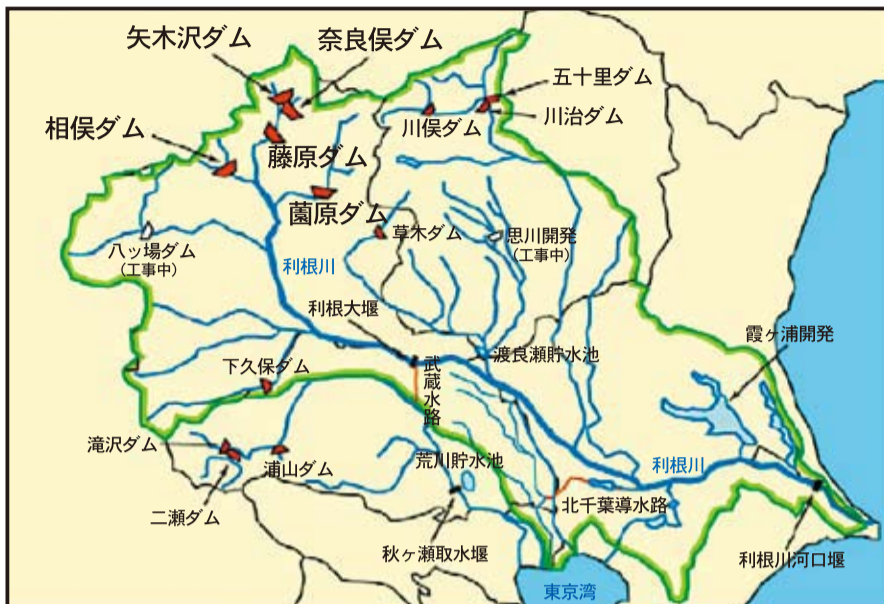 矢木沢ダム
奈良俣ダム
五十里ダム
川俣ダム
川治ダム
相俣ダム
藤原ダム
薗原ダム
草木ダム
思川開発
(工事中)
八ッ場ダム
(工事中)
利根川
利根大堰
渡良瀬貯水池
霞ヶ浦開発
下久保ダム
武蔵水路
滝沢ダム
浦山ダム
荒川貯水池
利根川
二瀬ダム
北千葉導水路
秋ヶ瀬取水堰
利根川河口堰
東京湾